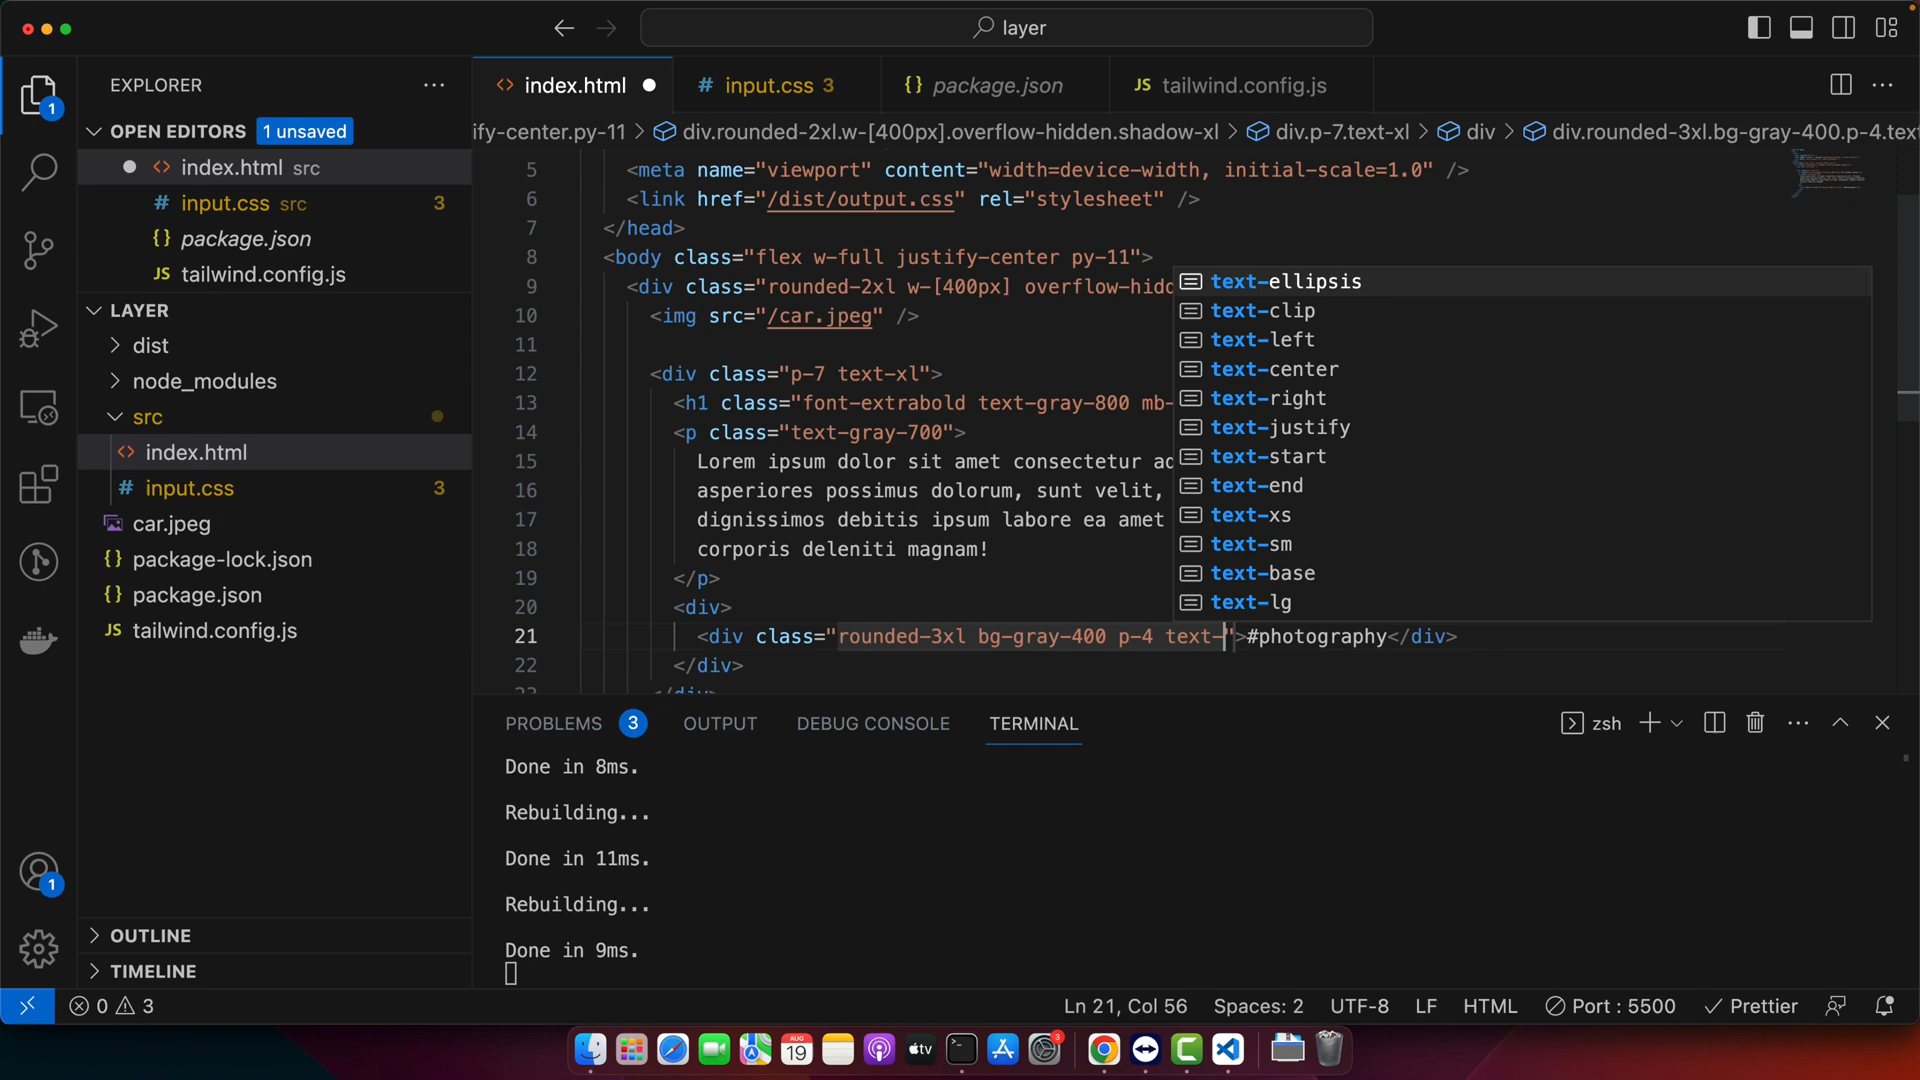 layer
EXPLORER
index.html
input.css 3
package.json
tailwind.config.js
1
OPEN EDITORS 1 unsaved
ify-center.py-11 > div.rounded-2xl.w-[400px].overflow-hidden.shadow-xl > div.p-7.text-xl > div > div.rounded-3xl.bg-gray-400.p-4.text
index.html src
input.css src 3
package.json
tailwind.config.js
LAYER
dist
node_modules
src
index.html
input.css 3
car.jpeg
package-lock.json
package.json
tailwind.config.js
OUTLINE
TIMELINE
1
5 <meta name="viewport" content="width=device-width, initial-scale=1.0" />
6 <link href="/dist/output.css" rel="stylesheet" />
7 </head>
8 <body class="flex w-full justify-center py-11">
9 <div class="rounded-2xl w-[400px] overflow-hidd
10 <img src="/car.jpeg" />
11
12 <div class="p-7 text-xl">
13 <h1 class="font-extrabold text-gray-800 mb-
14 <p class="text-gray-700">
15 Lorem ipsum dolor sit amet consectetur ad
16 asperiores possimus dolorum, sunt velit,
17 dignissimos debitis ipsum labore ea amet
18 corporis deleniti magnam!
19 </p>
20 <div>
21 <div class="rounded-3xl bg-gray-400 p-4 text-">#photography</div>
22 </div>
23 </div>
text-ellipsis
text-clip
text-left
text-center
text-right
text-justify
text-start
text-end
text-xs
text-sm
text-base
text-lg
PROBLEMS 3 OUTPUT DEBUG CONSOLE TERMINAL
zsh
Done in 8ms.
Rebuilding...
Done in 11ms.
Rebuilding...
Done in 9ms.
0 3
Ln 21, Col 56 Spaces: 2 UTF-8 LF HTML Port : 5500 Prettier
AUG
19
tv
3